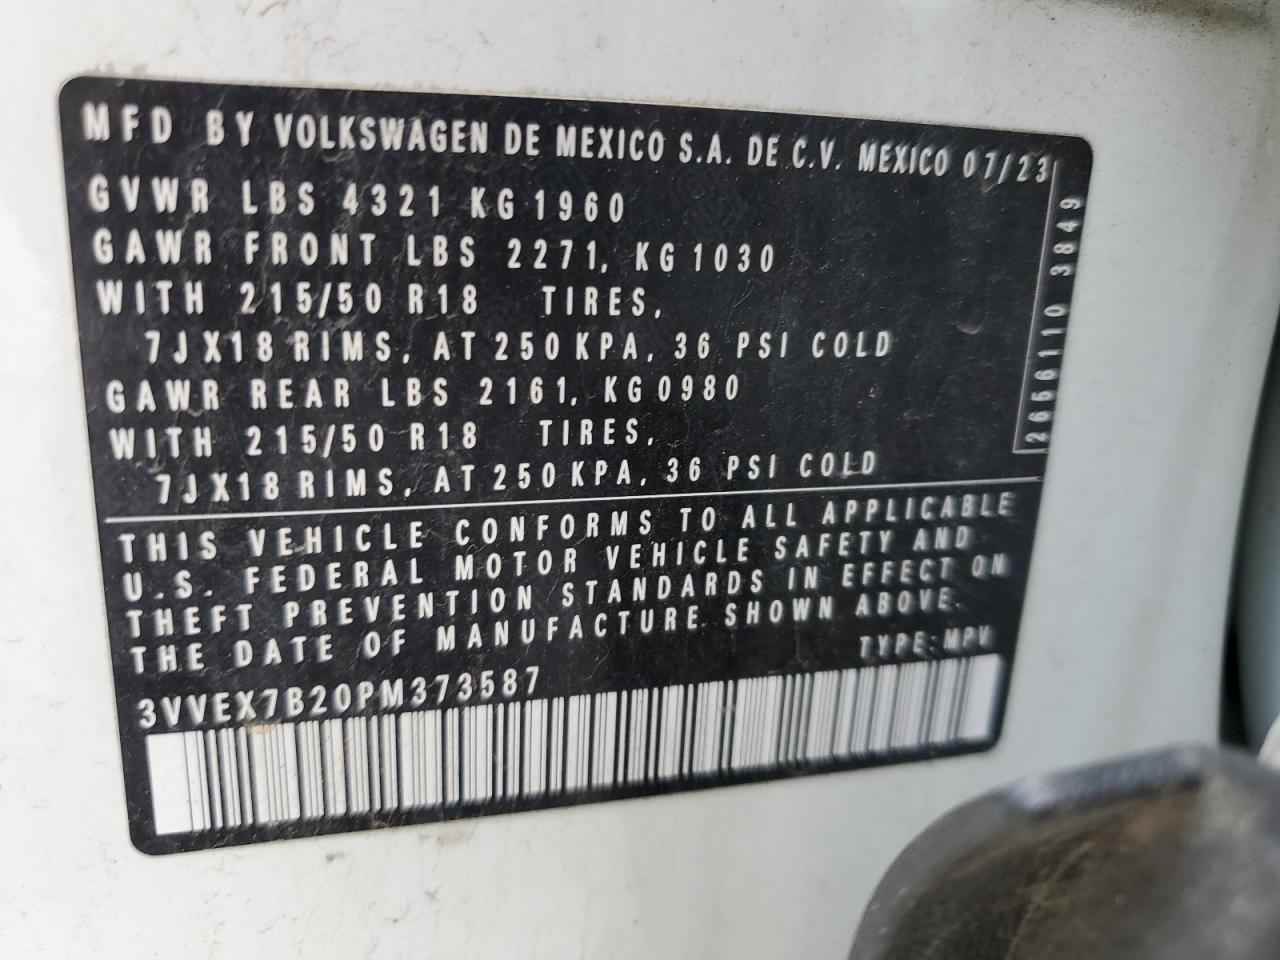 MFD BY VOLKSWAGEN DE MEXICO S.A. DE C.V. MEXICO 07/23
GVWR LBS 4321 KG 1960
GAWR FRONT LBS 2271, KG 1030
WITH 215/50 R18 TIRES,
7JX18 RIMS, AT 250 KPA, 36 PSI COLD
GAWR REAR LBS 2161, KG 0980
WITH 215/50 R18 TIRES,
7JX18 RIMS, AT 250 KPA, 36 PSI COLD
2656110 3849
THIS VEHICLE CONFORMS TO ALL APPLICABLE
U.S. FEDERAL MOTOR VEHICLE SAFETY AND
THEFT PREVENTION STANDARDS IN EFFECT ON
THE DATE OF MANUFACTURE SHOWN ABOVE.
TYPE: MPV
3VVEX7B20PM373587